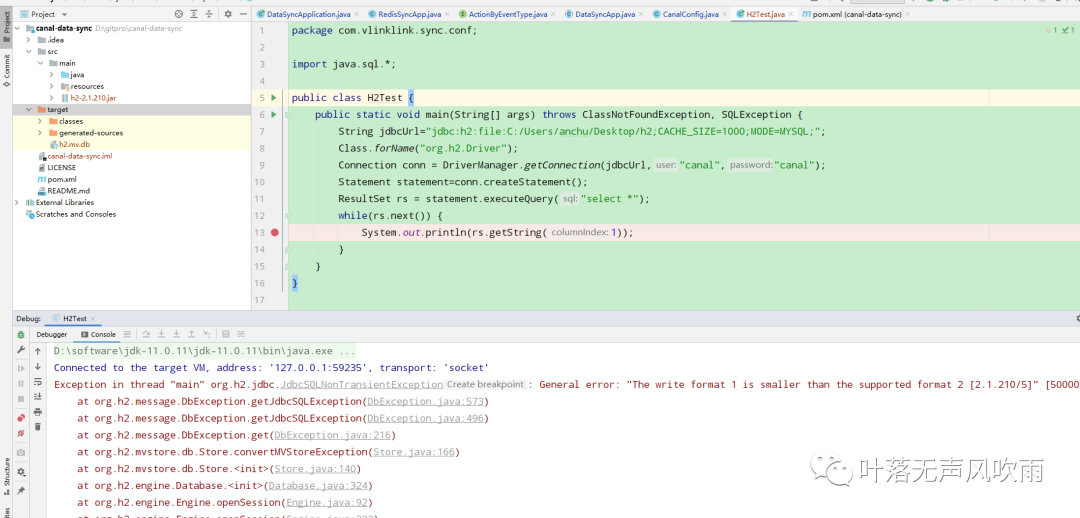 Project
DataSyncApplication.java
RedisSyncApp.java
ActionByEventType.java
DataSyncApp.java
CanalConfig.java
H2Test.java
pom.xml (canal-data-sync)
Project
Commit
Structure
canal-data-sync D:\gitpro\canal-data-sync
.idea
src
main
java
resources
h2-2.1.210.jar
target
classes
generated-sources
h2.mv.db
canal-data-sync.iml
LICENSE
pom.xml
README.md
External Libraries
Scratches and Consoles
1 package com.vlinklink.sync.conf;
2
3 import java.sql.*;
4
5 public class H2Test {
6 public static void main(String[] args) throws ClassNotFoundException, SQLException {
7 String jdbcUrl="jdbc:h2:file:C:/Users/anchu/Desktop/h2;CACHE_SIZE=1000;MODE=MYSQL;";
8 Class.forName("org.h2.Driver");
9 Connection conn = DriverManager.getConnection(jdbcUrl, user: "canal", password: "canal");
10 Statement statement=conn.createStatement();
11 ResultSet rs = statement.executeQuery( sql: "select *");
12 while(rs.next()) {
13 System.out.println(rs.getString( columnIndex: 1));
14 }
15 }
16 }
17
1 1
Debug: H2Test
Debugger Console
D:\software\jdk-11.0.11\jdk-11.0.11\bin\java.exe ...
Connected to the target VM, address: '127.0.0.1:59235', transport: 'socket'
Exception in thread "main" org.h2.jdbc.JdbcSQLNonTransientException Create breakpoint : General error: "The write format 1 is smaller than the supported format 2 [2.1.210/5]" [50000
at org.h2.message.DbException.getJdbcSQLException(DbException.java:573)
at org.h2.message.DbException.getJdbcSQLException(DbException.java:496)
at org.h2.message.DbException.get(DbException.java:216)
at org.h2.mvstore.db.Store.convertMVStoreException(Store.java:166)
at org.h2.mvstore.db.Store.<init>(Store.java:140)
at org.h2.engine.Database.<init>(Database.java:324)
at org.h2.engine.Engine.openSession(Engine.java:92)
叶落无声风吹雨